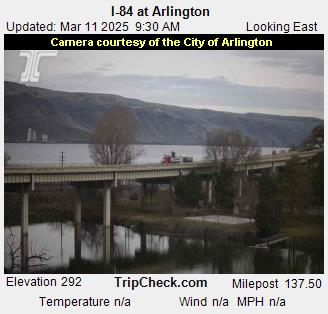 I-84 at Arlington
Updated: Mar 11 2025 9:30 AM Looking East
Camera courtesy of the City of Arlington
Elevation 292 TripCheck.com Milepost 137.50
Temperature n/a Wind n/a MPH n/a